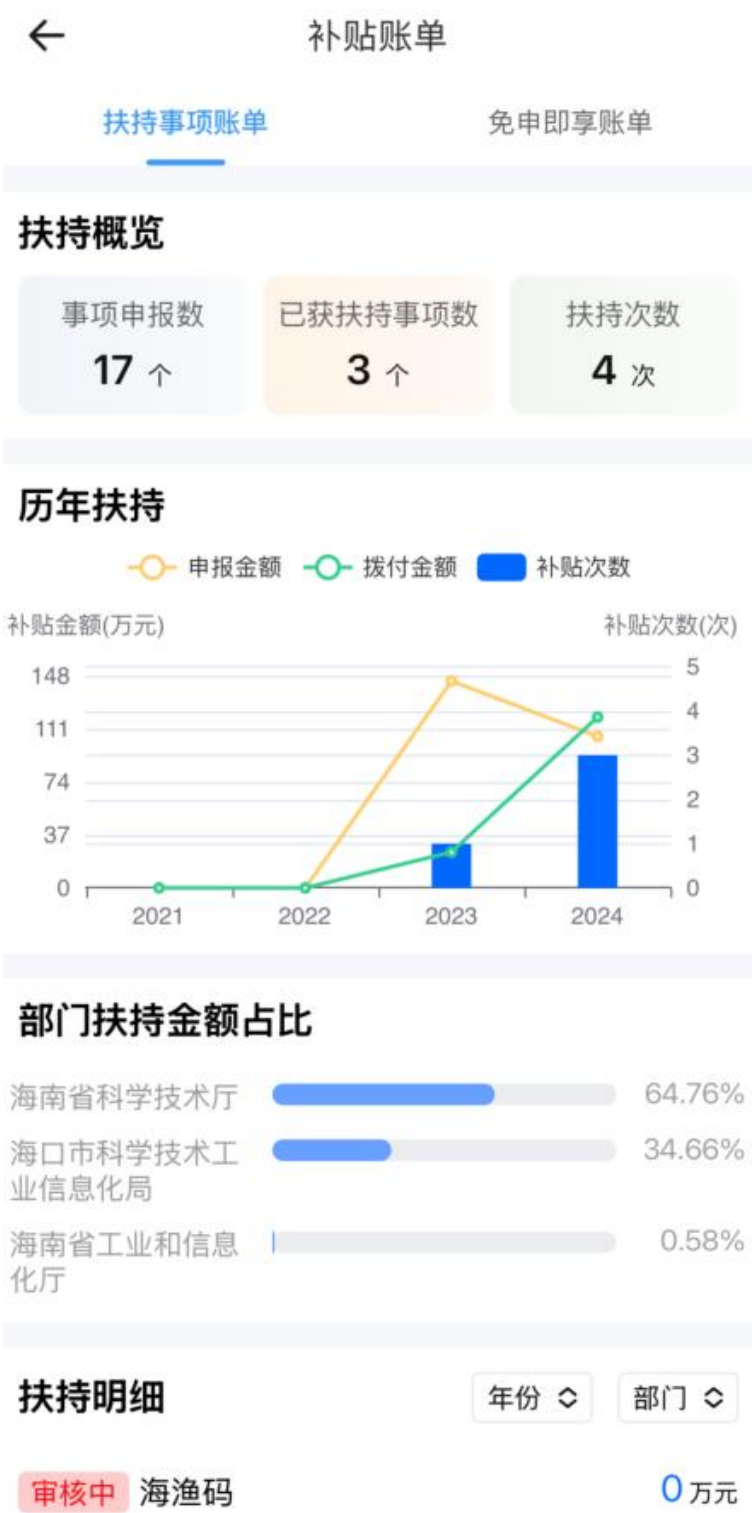 补贴账单
扶持事项账单 免申即享账单
扶持概览
事项申报数 已获扶持事项数 扶持次数
17 个 3 个 4 次
历年扶持
申报金额 拨付金额 补贴次数
补贴金额(万元) 补贴次数(次)
148 5
111 4
74 3
37 2
0 1
0
2021 2022 2023 2024
部门扶持金额占比
海南省科学技术厅 64.76%
海口市科学技术工 34.66%
业信息化局
海南省工业和信息 0.58%
化厅
扶持明细 年份 部门
审核中 海渔码 0万元